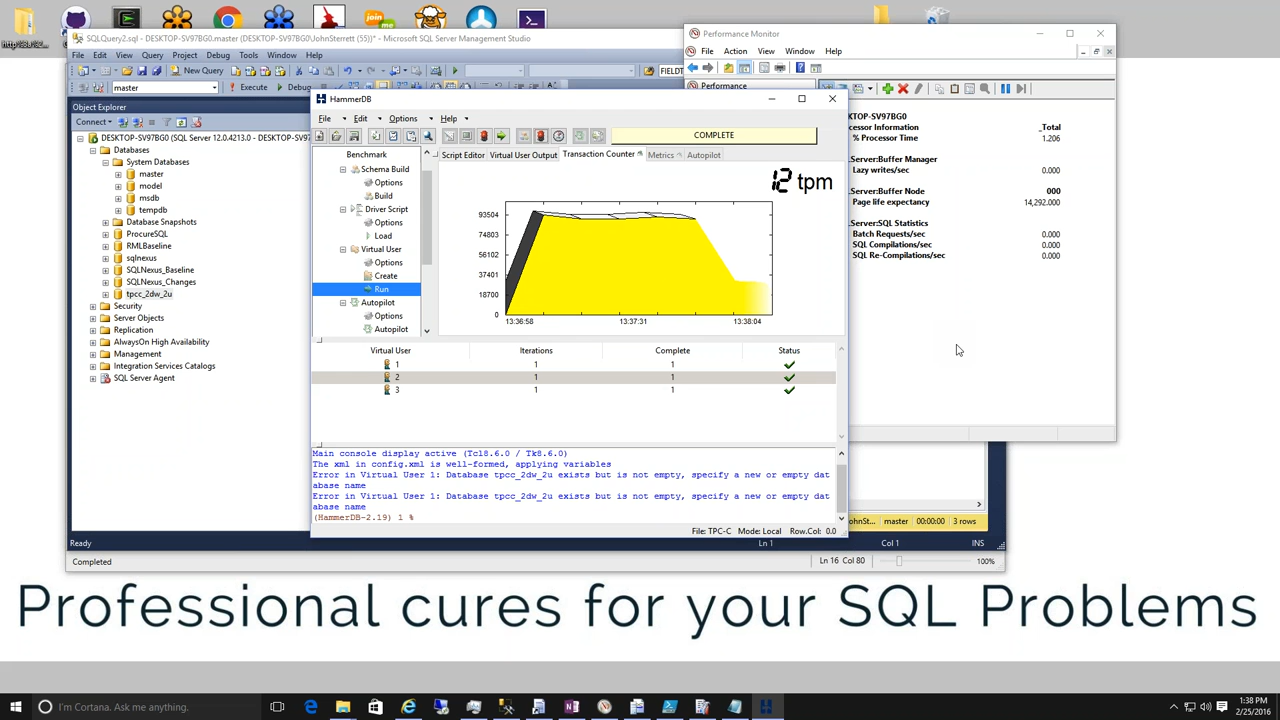 SQLQuery2.sql - DESKTOP-SV97BG0.master (DESKTOP-SV97BG0\JohnSterrett (55))* - Microsoft SQL Server Management Studio
File Edit View Query Project Debug Tools Window Help
New Query
FIELDT
master
Execute
Debug
Object Explorer
Connect
DESKTOP-SV97BG0 (SQL Server 12.0.4213.0 - DESKTOP-SV97
Databases
System Databases
master
model
msdb
tempdb
Database Snapshots
ProcureSQL
RMLBaseline
sqlnexus
SQLNexus_Baseline
SQLNexus_Changes
tpcc_2dw_2u
Security
Server Objects
Replication
AlwaysOn High Availability
Management
Integration Services Catalogs
SQL Server Agent
Ready
Ln 1
Col 1
INS
master
00:00:00
3 rows
Completed
Ln 16 Col 80
100%
Performance Monitor
File Action View Window Help
Performance
KTOP-SV97BG0
cessor Information
_Total
% Processor Time
1.206
.Server:Buffer Manager
Lazy writes/sec
0.000
.Server:Buffer Node
000
Page life expectancy
14,292.000
.Server:SQL Statistics
Batch Requests/sec
0.000
SQL Compilations/sec
0.000
SQL Re-Compilations/sec
0.000
HammerDB
File Edit Options Help
COMPLETE
Benchmark
Script Editor
Virtual User Output
Transaction Counter
Metrics
Autopilot
Schema Build
Options
Build
Driver Script
Options
Load
Virtual User
Options
Create
Run
Autopilot
Options
Autopilot
12 tpm
93504
74803
56102
37401
18700
0
13:36:58
13:37:31
13:38:04
Virtual User Iterations Complete Status
1 1 1
2 1 1
3 1 1
Main console display active (Tcl8.6.0 / Tk8.6.0)
The xml in config.xml is well-formed, applying variables
Error in Virtual User 1: Database tpcc_2dw_2u exists but is not empty, specify a new or empty dat
abase name
Error in Virtual User 1: Database tpcc_2dw_2u exists but is not empty, specify a new or empty dat
abase name
(HammerDB-2.19) 1 %
File: TPC-C Mode: Local Row.Col: 0.0
Professional cures for your SQL Problems
join me
I'm Cortana. Ask me anything.
1:38 PM
2/25/2016